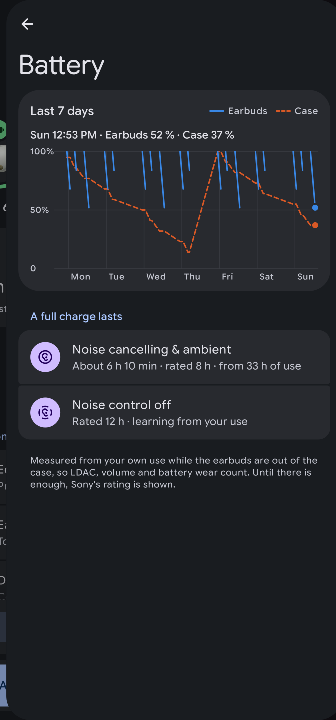 Battery
Last 7 days
Earbuds
Case
Sun 12:53 PM · Earbuds 52 % · Case 37 %
100%
50%
0
Mon Tue Wed Thu Fri Sat Sun
A full charge lasts
Noise cancelling & ambient
About 6 h 10 min · rated 8 h · from 33 h of use
Noise control off
Rated 12 h · learning from your use
Measured from your own use while the earbuds are out of the
case, so LDAC, volume and battery wear count. Until there is
enough, Sony's rating is shown.